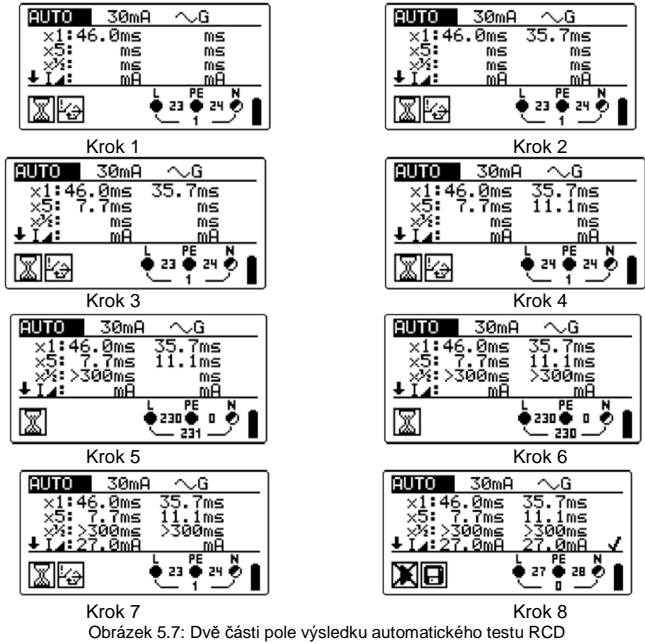 AUTO 30mA G
x1:46.0ms ms
x5: ms ms
x½: ms ms
I: mA mA
L PE N
23 24
1
Krok 1
AUTO 30mA G
x1:46.0ms 35.7ms
x5: ms ms
x½: ms ms
I: mA mA
L PE N
23 24
1
Krok 2
AUTO 30mA G
x1:46.0ms 35.7ms
x5: 7.7ms ms
x½: ms ms
I: mA mA
L PE N
23 24
1
Krok 3
AUTO 30mA G
x1:46.0ms 35.7ms
x5: 7.7ms 11.1ms
x½: ms ms
I: mA mA
L PE N
24 24
1
Krok 4
AUTO 30mA G
x1:46.0ms 35.7ms
x5: 7.7ms 11.1ms
x½:>300ms ms
I: mA mA
L PE N
230 0
231
Krok 5
AUTO 30mA G
x1:46.0ms 35.7ms
x5: 7.7ms 11.1ms
x½:>300ms >300ms
I: mA mA
L PE N
230 0
230
Krok 6
AUTO 30mA G
x1:46.0ms 35.7ms
x5: 7.7ms 11.1ms
x½:>300ms >300ms
I:27.0mA mA
L PE N
23 24
1
Krok 7
AUTO 30mA G
x1:46.0ms 35.7ms
x5: 7.7ms 11.1ms
x½:>300ms >300ms
I:27.0mA 27.0mA
L PE N
27 28
0
Krok 8
Obrázek 5.7: Dvě části pole výsledku automatického testu RCD